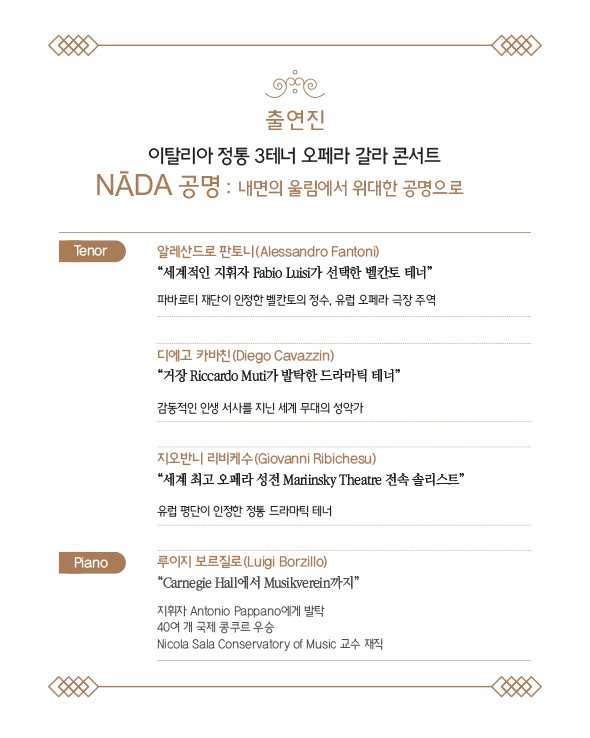 출연진
이탈리아 정통 3테너 오페라 갈라 콘서트
NĀDA 공명 : 내면의 울림에서 위대한 공명으로
Tenor
알레산드로 판토니(Alessandro Fantoni)
“세계적인 지휘자 Fabio Luisi가 선택한 벨칸토 테너”
파바로티 재단이 인정한 벨칸토의 정수, 유럽 오페라 극장 주역
디에고 카바친(Diego Cavazzin)
“거장 Riccardo Muti가 발탁한 드라마틱 테너”
감동적인 인생 서사를 지닌 세계 무대의 성악가
지오반니 리비케수(Giovanni Ribichesu)
“세계 최고 오페라 성전 Mariinsky Theatre 전속 솔리스트”
유럽 평단이 인정한 정통 드라마틱 테너
Piano
루이지 보르질로(Luigi Borzillo)
“Carnegie Hall에서 Musikverein까지”
지휘자 Antonio Pappano에게 발탁
40여 개 국제 콩쿠르 우승
Nicola Sala Conservatory of Music 교수 재직